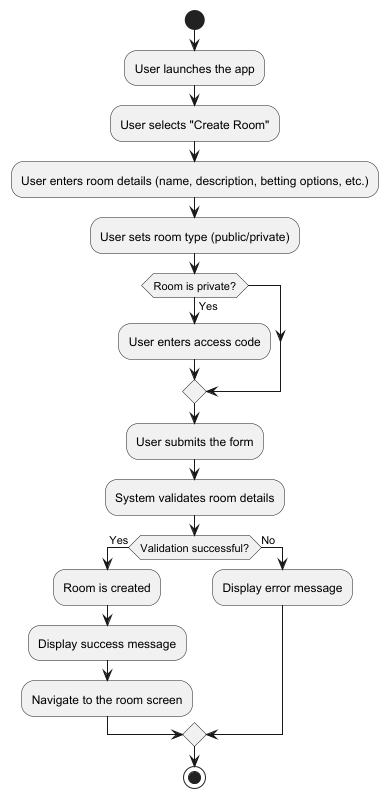 User launches the app
User selects "Create Room"
User enters room details (name, description, betting options, etc.)
User sets room type (public/private)
Room is private?
Yes
User enters access code
User submits the form
System validates room details
Yes
Validation successful?
No
Room is created
Display error message
Display success message
Navigate to the room screen